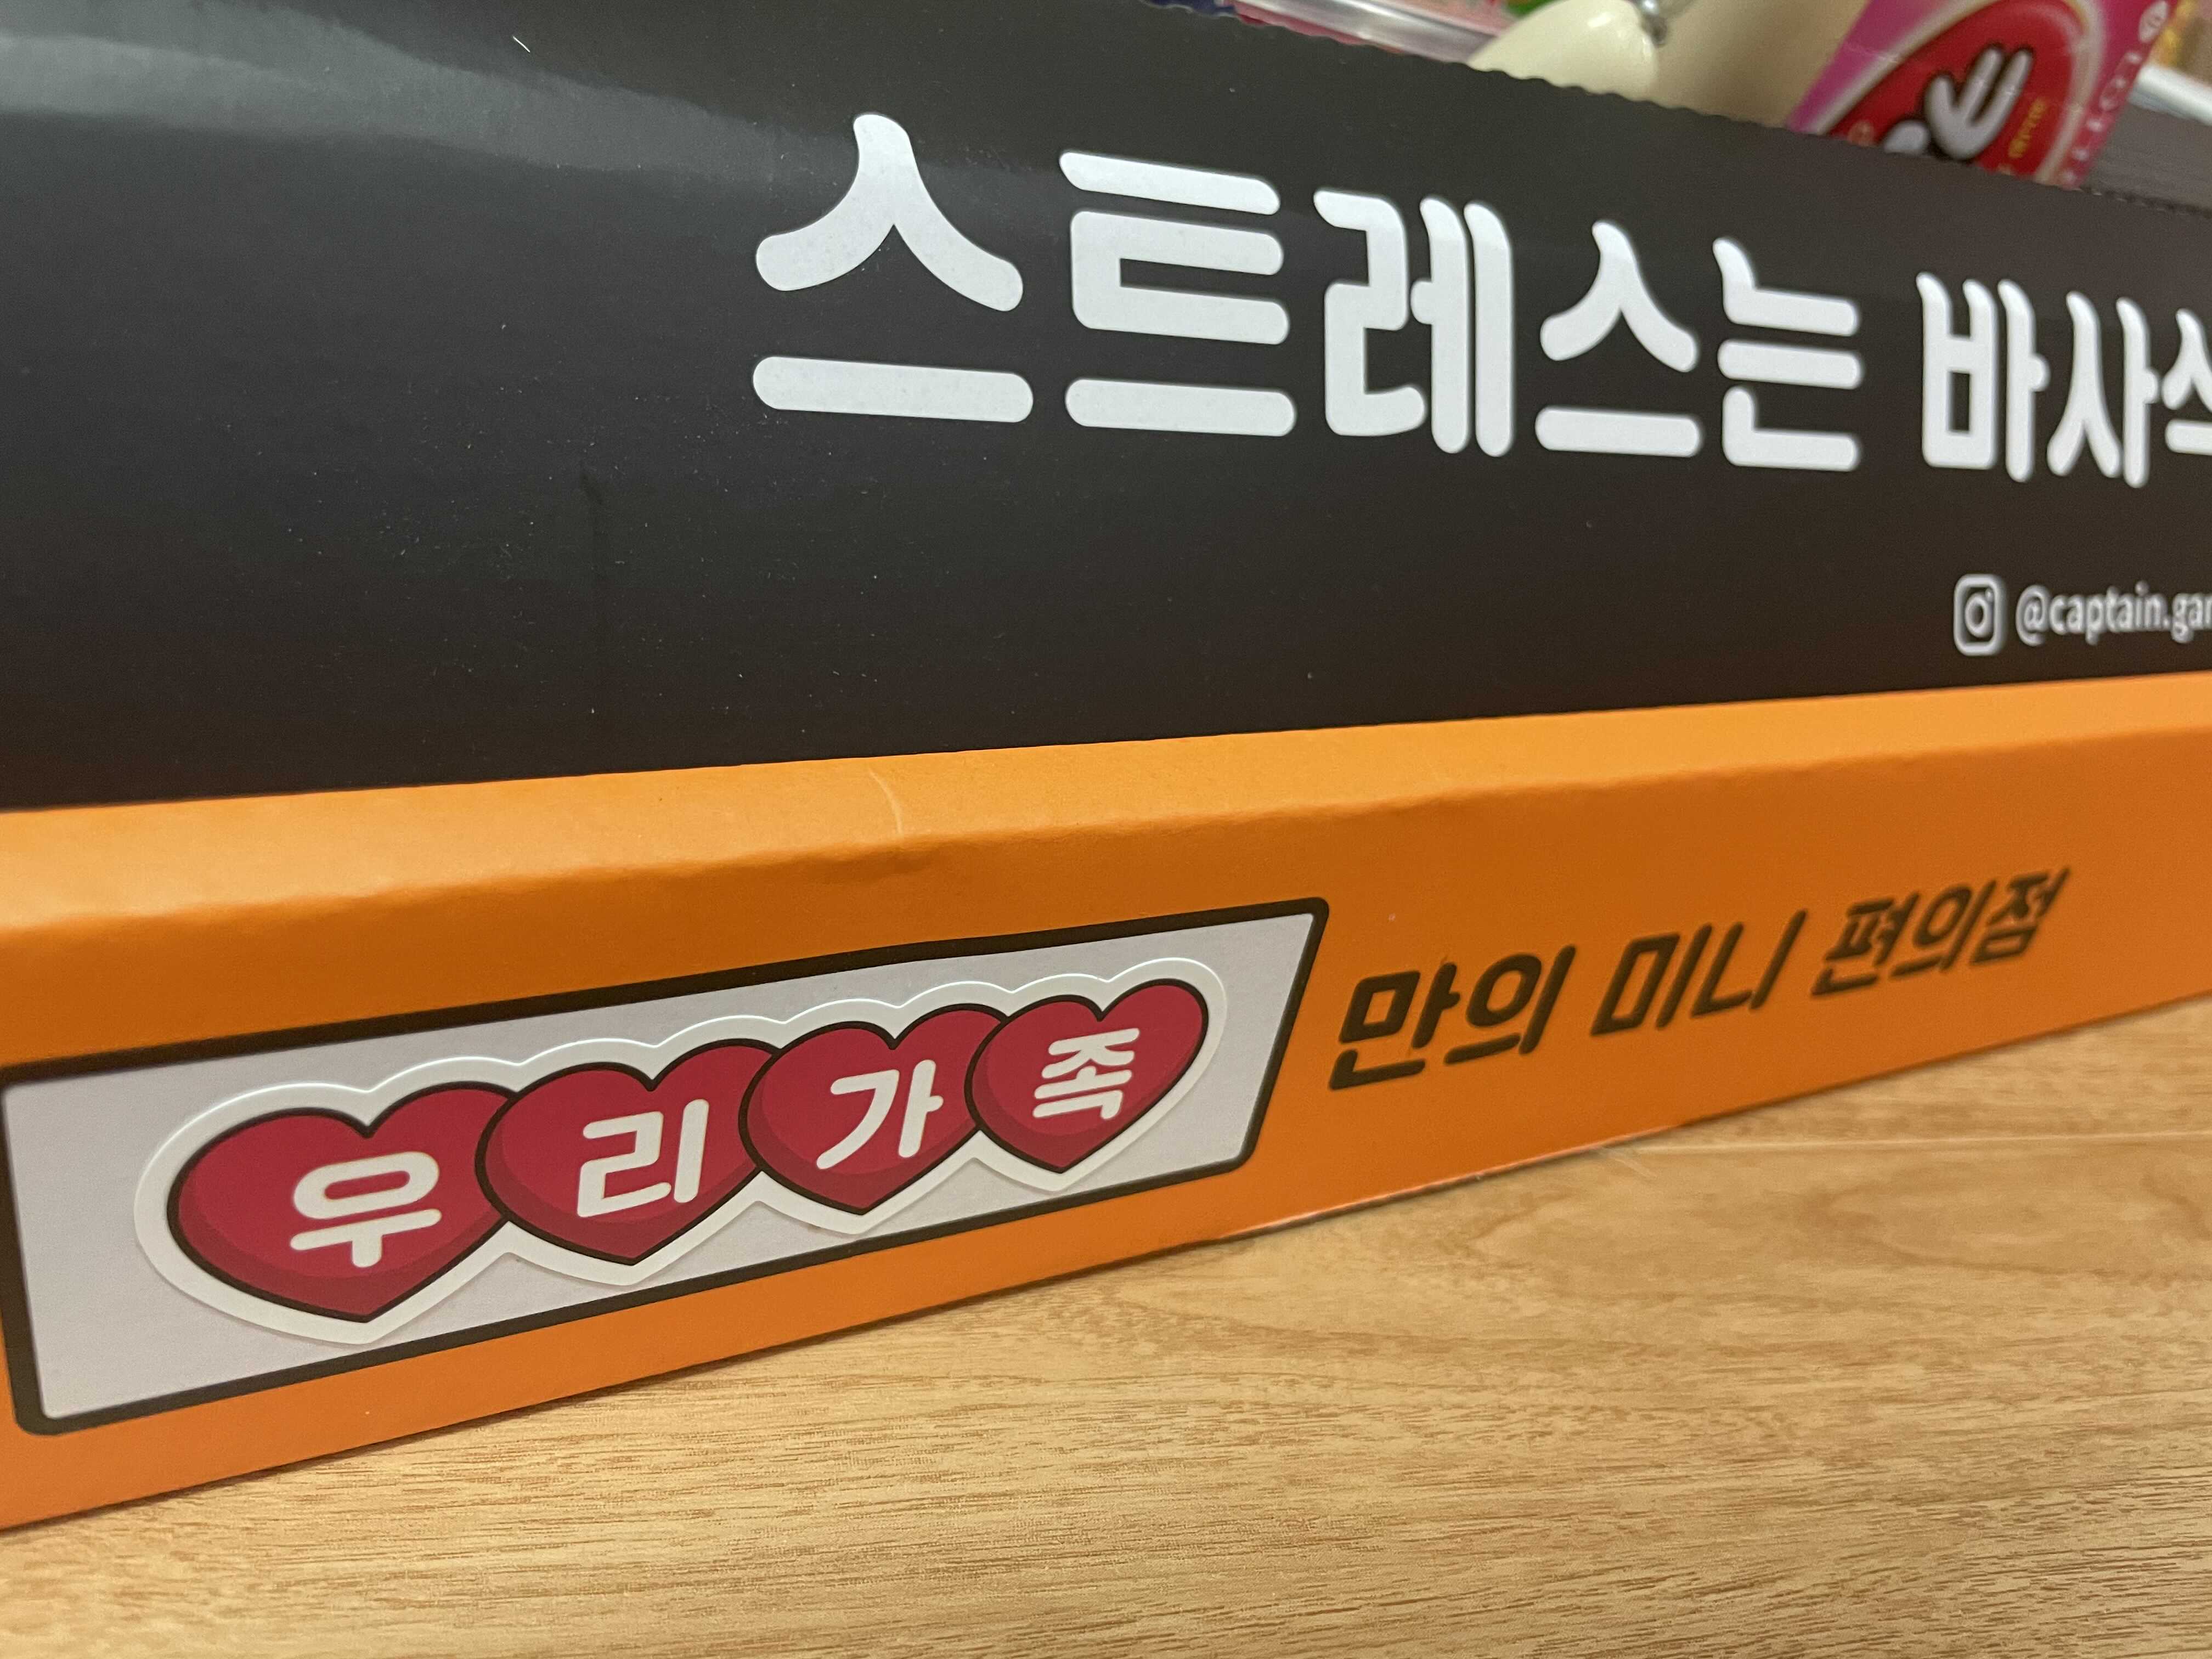 스트레스는 바사
@captain.gar
우리가족 만의 미니 편의점